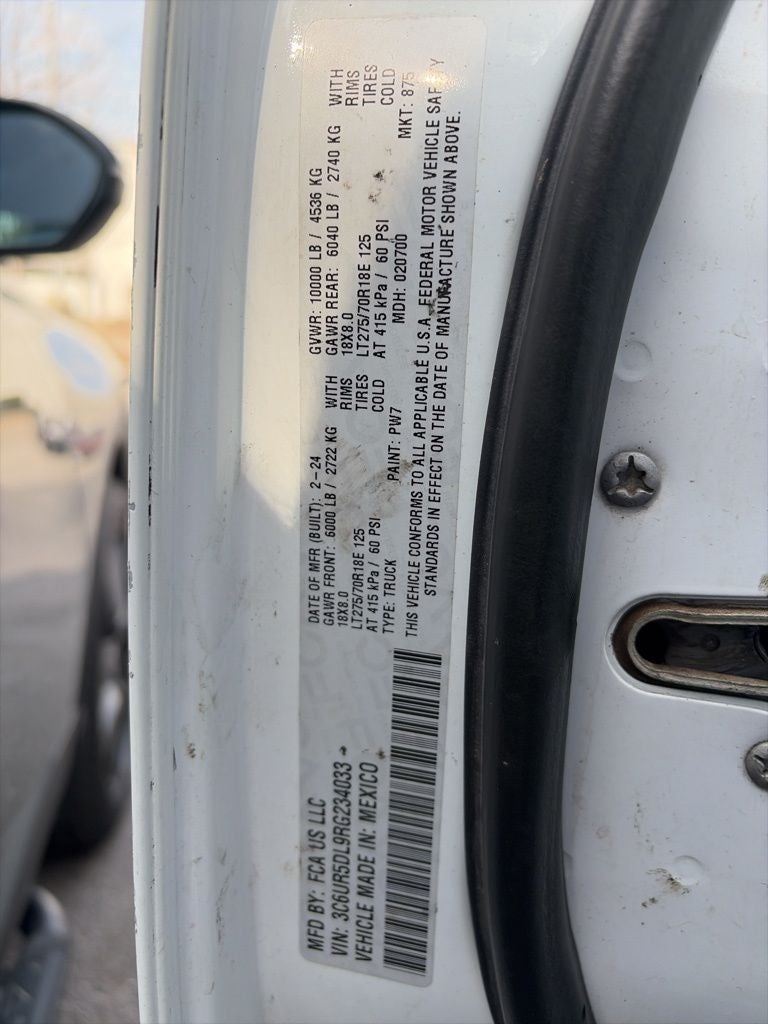 MFD BY: FCA US LLC
VIN: 3C6UR5DL9RG234033
VEHICLE MADE IN: MEXICO
DATE OF MFR (BUILT): 2-24
GAWR FRONT: 6000 LB / 2722 KG WITH
18X8.0 RIMS
LT275/70R18E 125 TIRES
AT 415 kPa / 60 PSI COLD
TYPE: TRUCK PAINT: PW7
GVWR: 10000 LB / 4536 KG
GAWR REAR: 6040 LB / 2740 KG WITH
18X8.0 RIMS
LT275/70R18E 125 TIRES
AT 415 kPa / 60 PSI COLD
MDH: 020700 MKT: 875
THIS VEHICLE CONFORMS TO ALL APPLICABLE U.S.A. FEDERAL MOTOR VEHICLE SAFETY
STANDARDS IN EFFECT ON THE DATE OF MANUFACTURE SHOWN ABOVE.